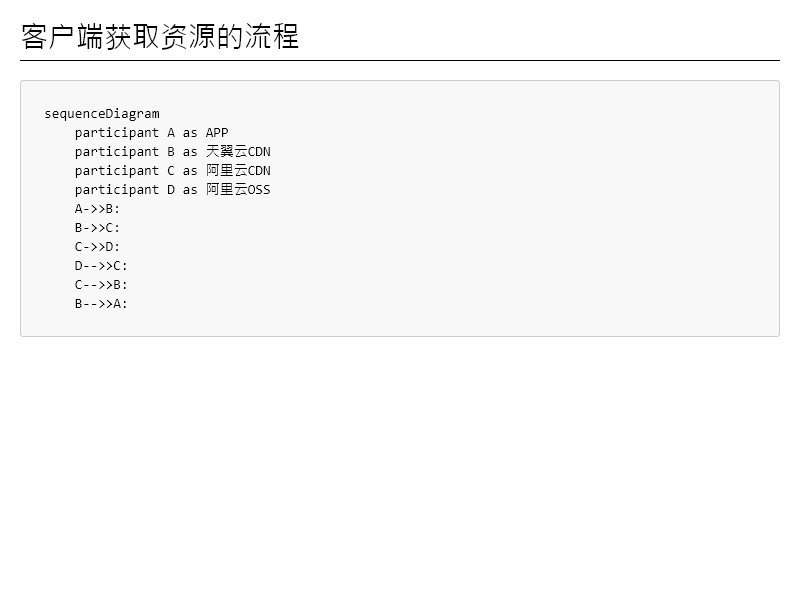 客户端获取资源的流程
sequenceDiagram
    participant A as APP
    participant B as 天翼云CDN
    participant C as 阿里云CDN
    participant D as 阿里云OSS
    A->>B:
    B->>C:
    C->>D:
    D-->>C:
    C-->>B:
    B-->>A: